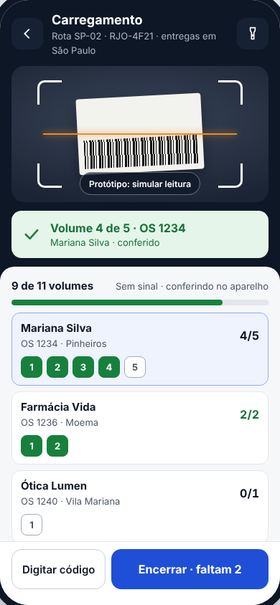 Carregamento
Rota SP-02 · RJO-4F21 · entregas em
São Paulo
Protótipo: simular leitura
Volume 4 de 5 · OS 1234
Mariana Silva · conferido
9 de 11 volumes
Sem sinal · conferindo no aparelho
Mariana Silva
4/5
OS 1234 · Pinheiros
1 2 3 4 5
Farmácia Vida
2/2
OS 1236 · Moema
1 2
Ótica Lumen
0/1
OS 1240 · Vila Mariana
1
Digitar código
Encerrar · faltam 2